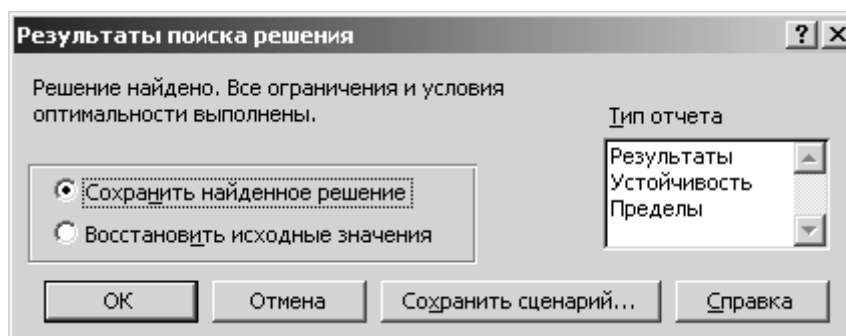 Результаты поиска решения
Решение найдено. Все ограничения и условия
оптимальности выполнены.
Тип отчета
Результаты
Устойчивость
Пределы
Сохранить найденное решение
Восстановить исходные значения
ОК
Отмена
Сохранить сценарий...
Справка